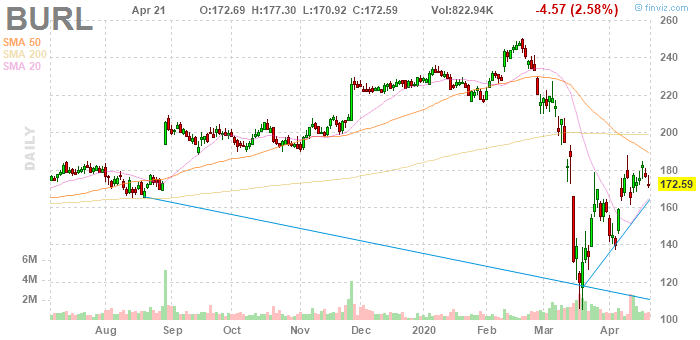 BURL Apr 21 O:172.69 H:177.30 L:170.92 C:172.59 Vol:822.94K -4.57 (2.58%)
© finviz.com
SMA 50
SMA 200
SMA 20
DAILY
260
240
220
200
180
172.59
160
140
120
100
6M
4M
2M
Aug Sep Oct Nov Dec 2020 Feb Mar Apr